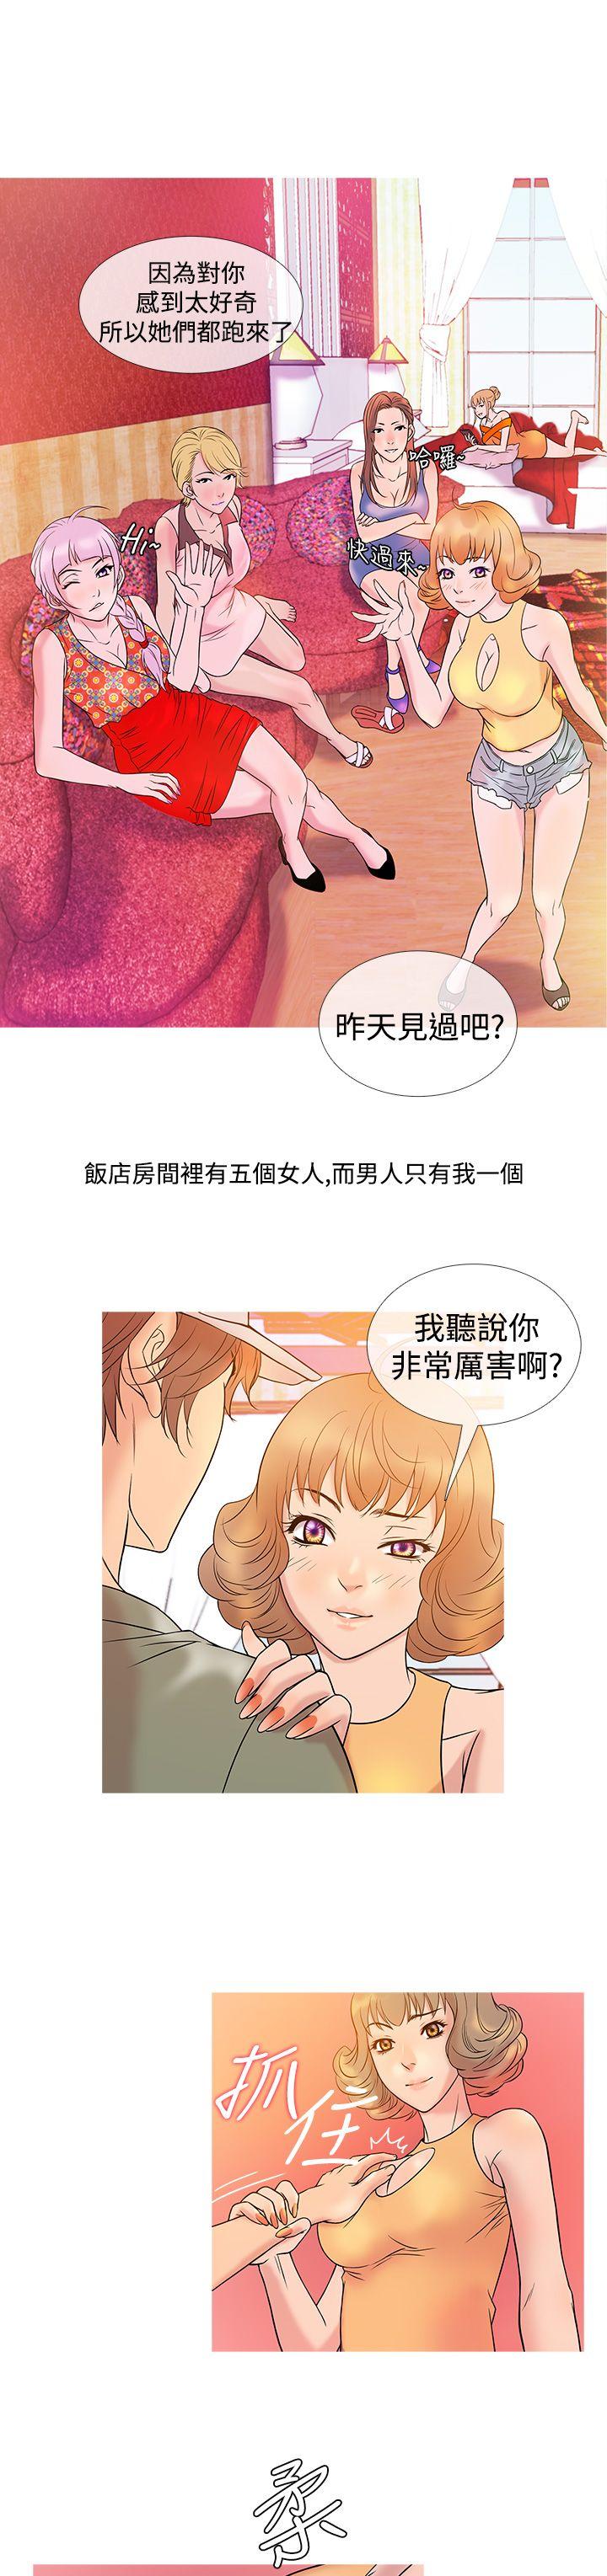 因為對你
感到太好奇
所以她們都跑來了
Hi~
哈囉~
快過來~
昨天見過吧?
飯店房間裡有五個女人,而男人只有我一個
我聽說你
非常厲害啊?
抓
住
柔